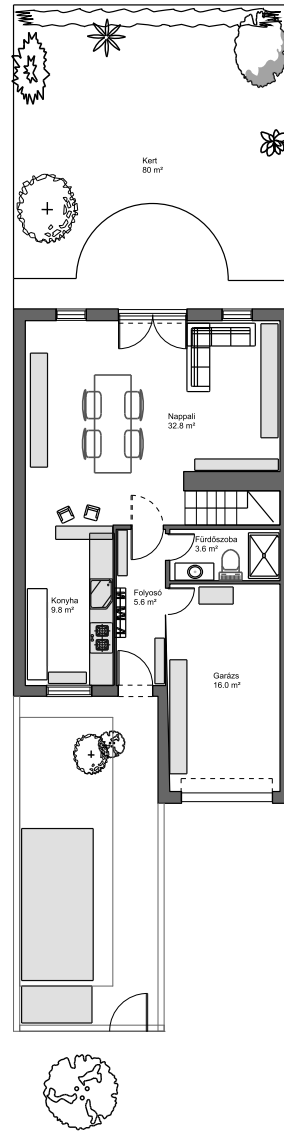 Kert
80 m²
Nappali
32.8 m²
Fürdőszoba
3.6 m²
Folyosó
5.6 m²
Konyha
9.8 m²
Garázs
16.0 m²